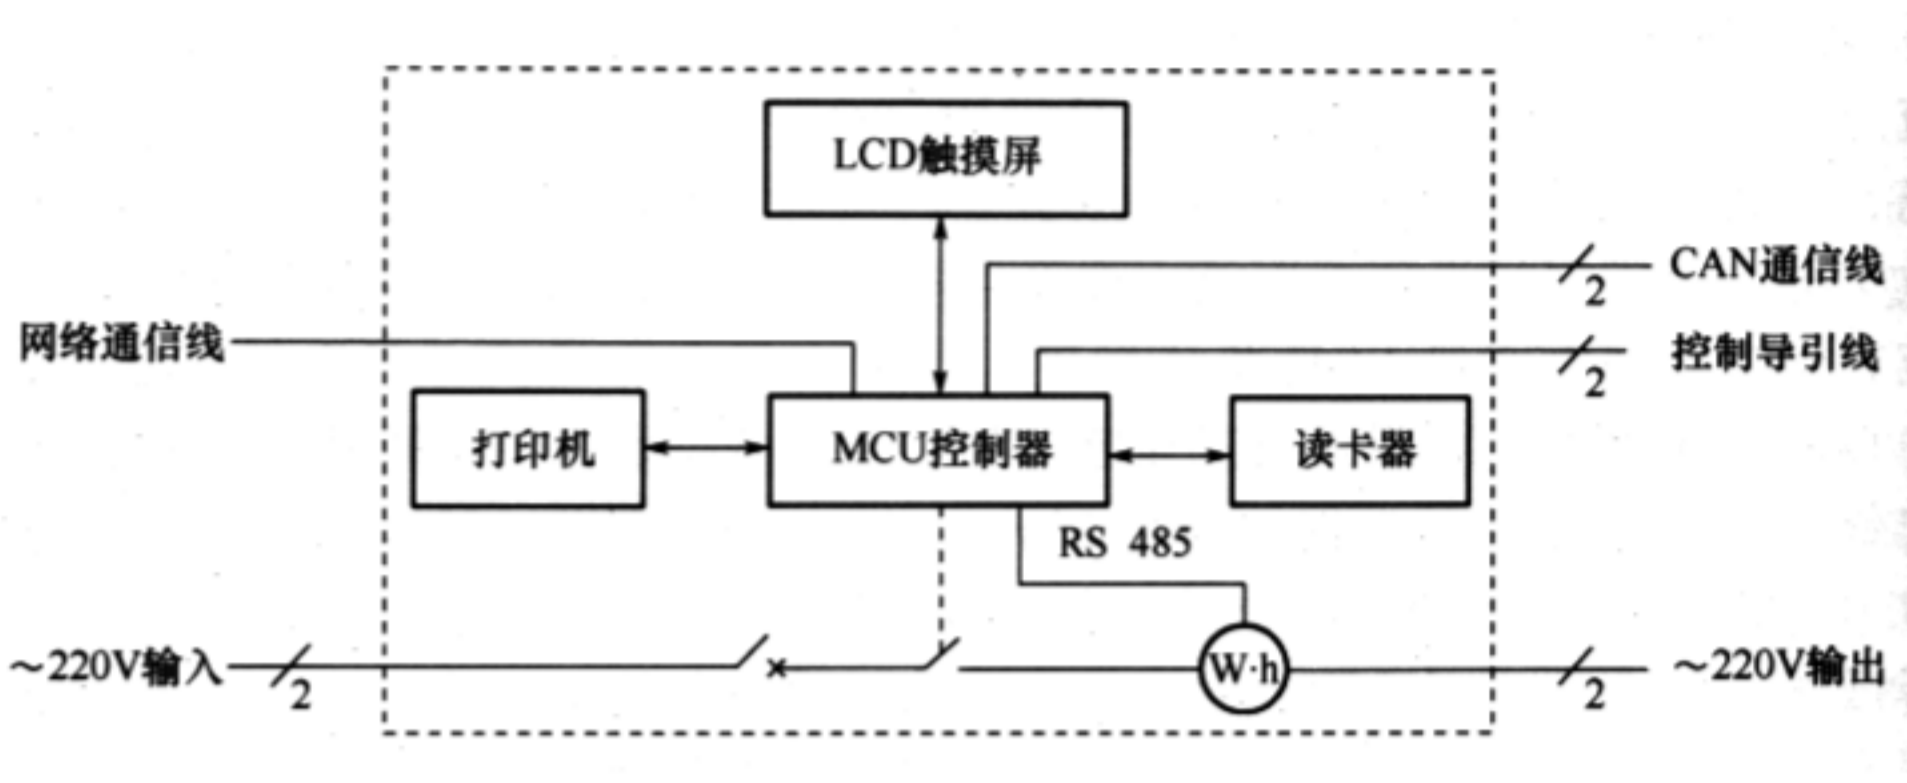 LCD触摸屏
CAN通信线
2
网络通信线
控制导引线
2
打印机
MCU控制器
读卡器
RS 485
~220V输入
2
W·h
~220V输出
2